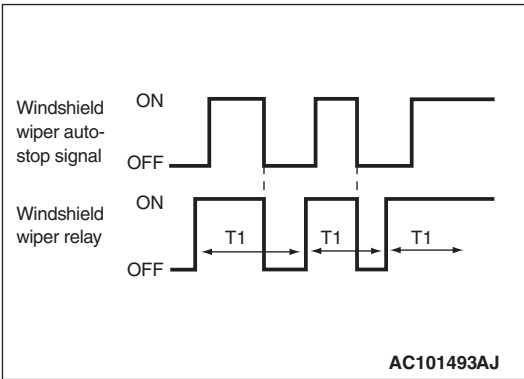 Windshield
wiper auto-
stop signal
ON
OFF
Windshield
wiper relay
ON
OFF
T1
T1
T1
AC101493AJ